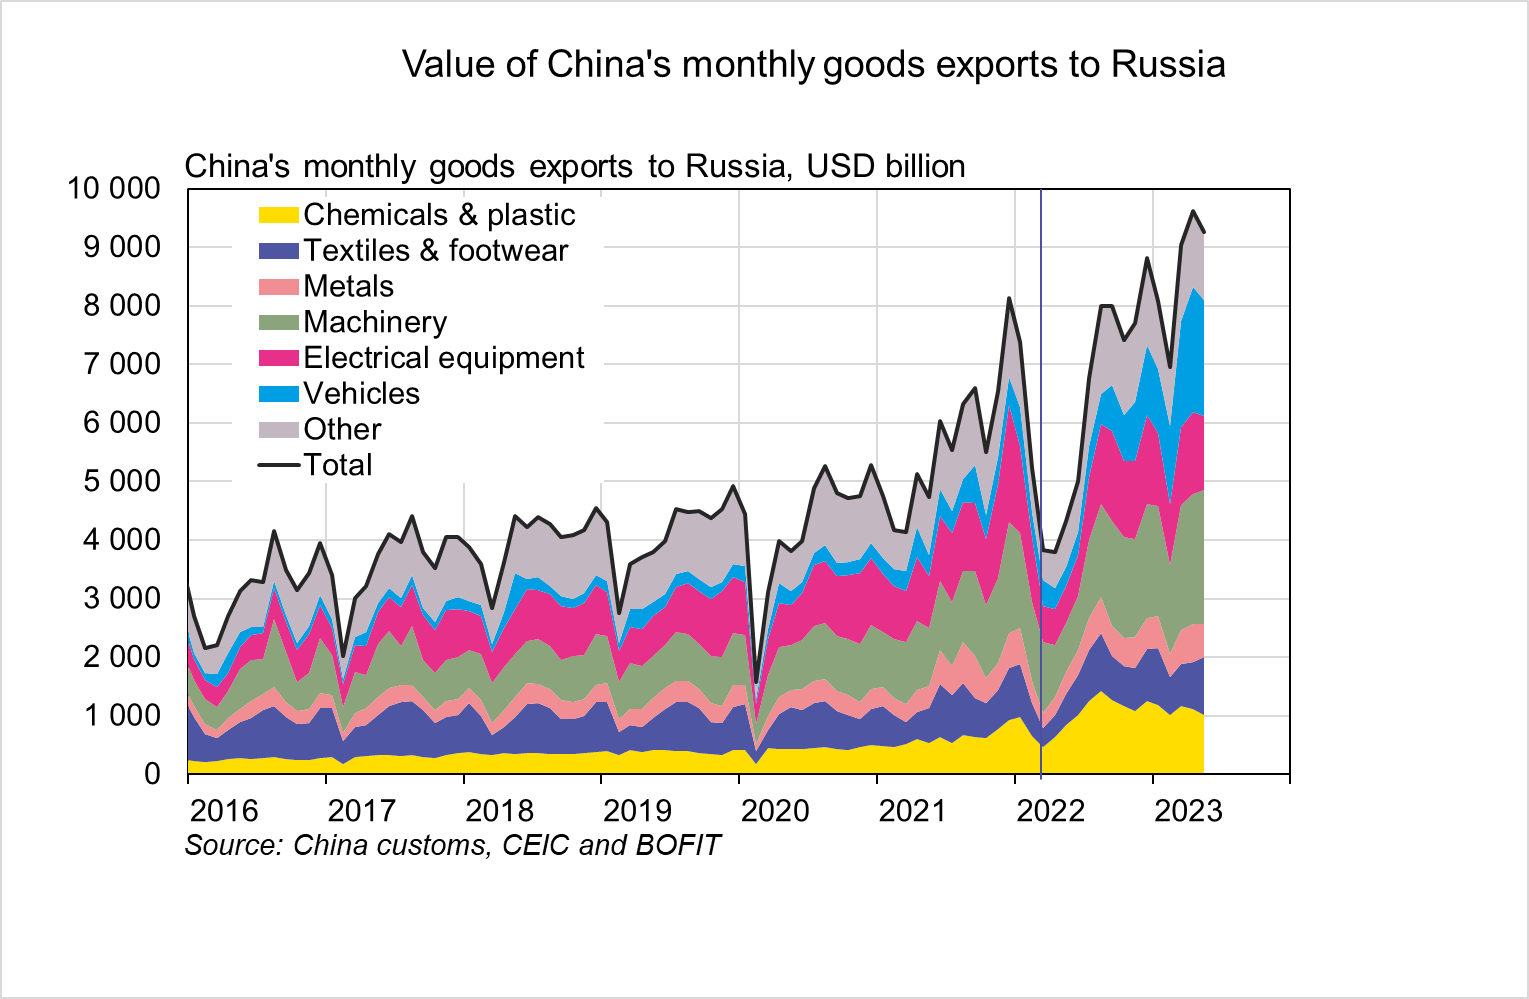 Value of China's monthly goods exports to Russia
China's monthly goods exports to Russia, USD billion
10 000
9 000
8 000
7 000
6 000
5 000
4 000
3 000
2 000
1 000
0
Chemicals & plastic
Textiles & footwear
Metals
Machinery
Electrical equipment
Vehicles
Other
Total
2016 2017 2018 2019 2020 2021 2022 2023
Source: China customs, CEIC and BOFIT